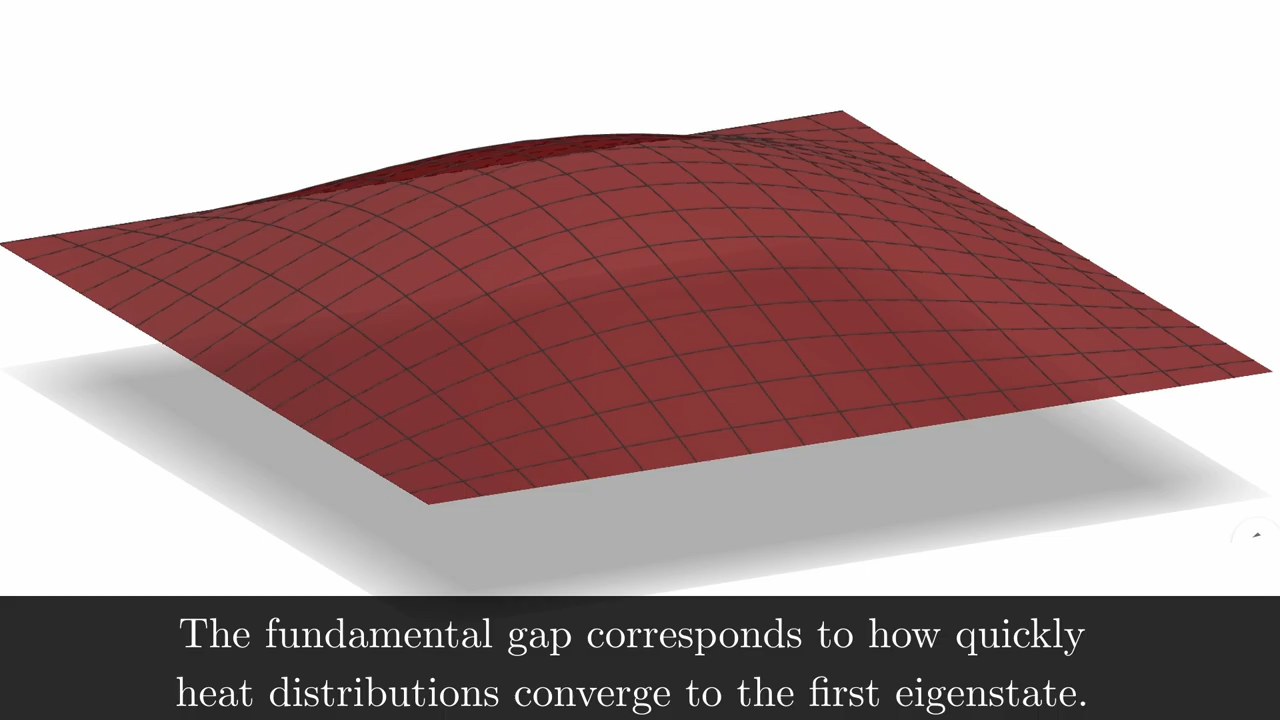 The fundamental gap corresponds to how quickly
heat distributions converge to the first eigenstate.